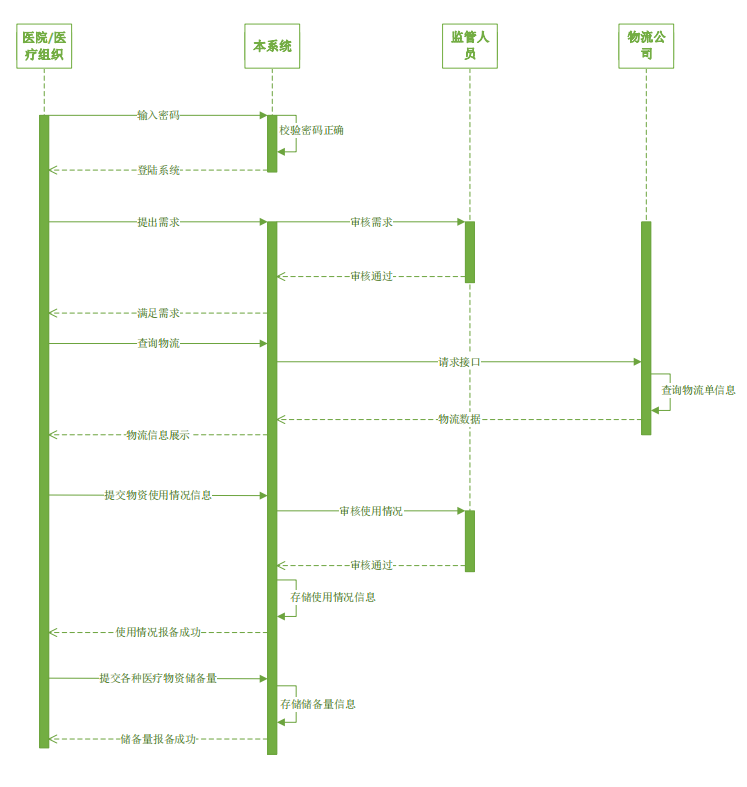 医院/医
疗组织
本系统
监管人
员
物流公
司
输入密码
校验密码正确
登陆系统
提出需求
审核需求
审核通过
满足需求
查询物流
请求接口
查询物流单信息
物流数据
物流信息展示
提交物资使用情况信息
审核使用情况
审核通过
存储使用情况信息
使用情况报备成功
提交各种医疗物资储备量
存储储备量信息
储备量报备成功